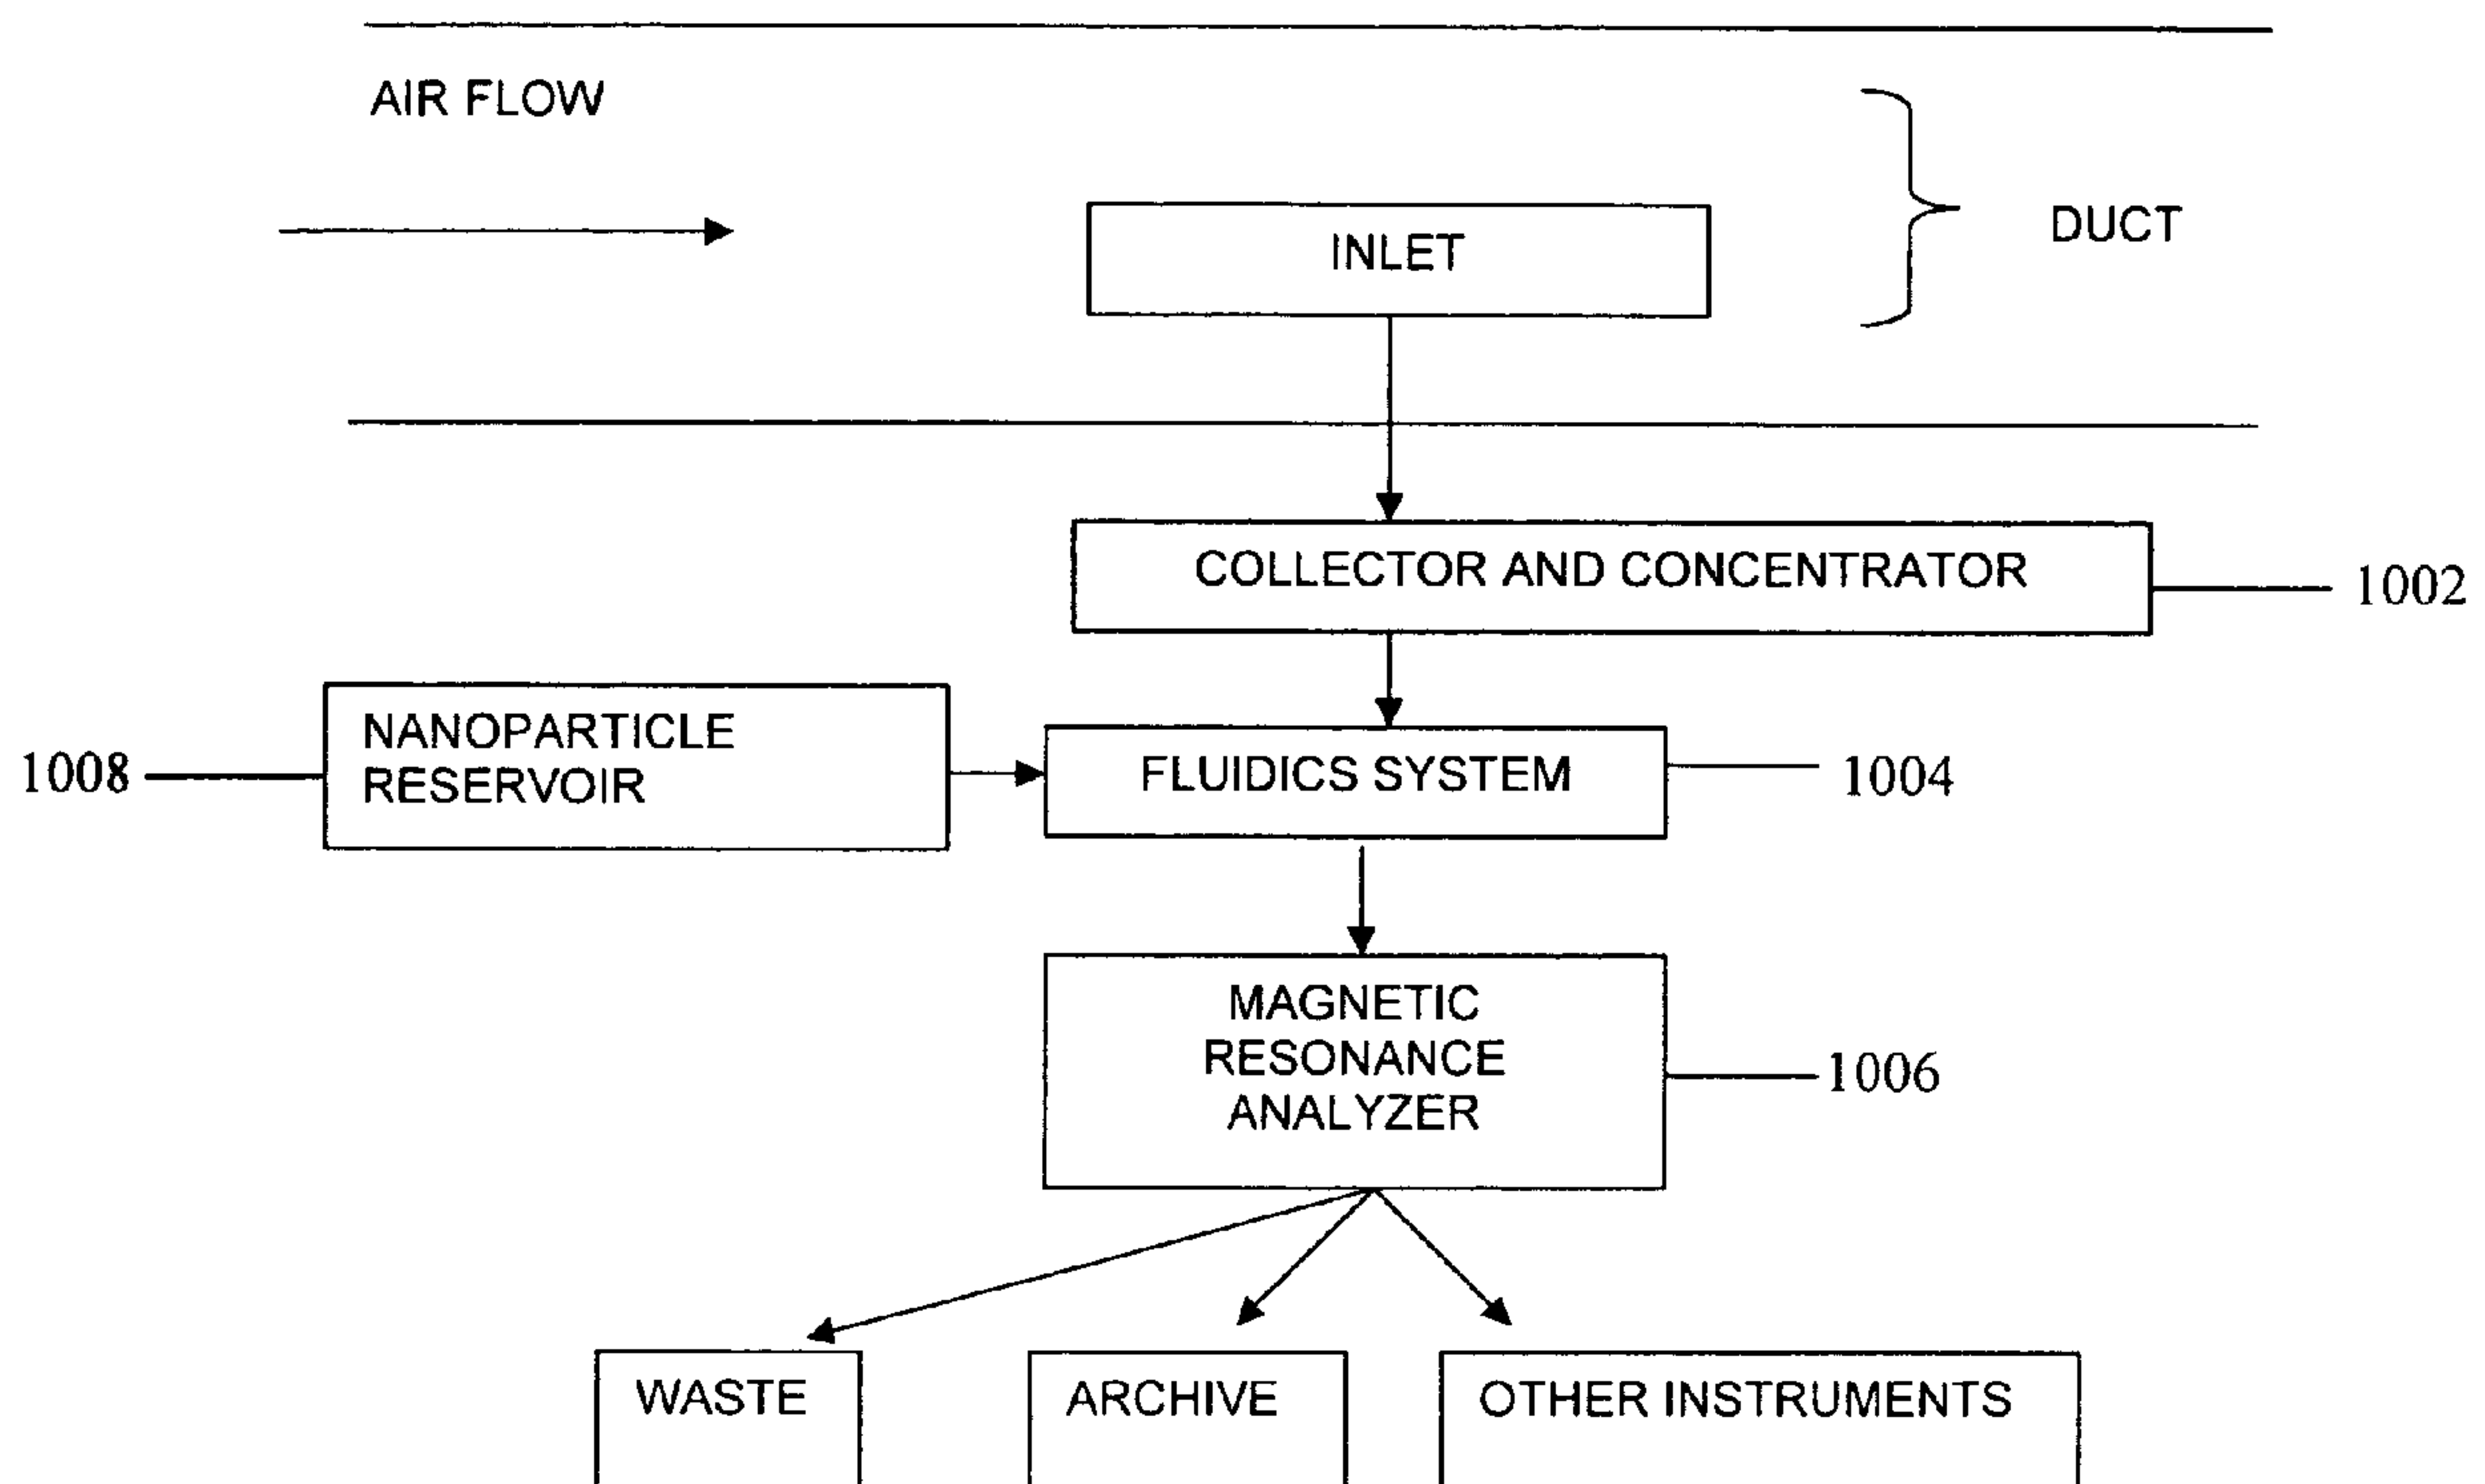 AIR FLOW
INLET
DUCT
COLLECTOR AND CONCENTRATOR
1002
NANOPARTICLE
RESERVOIR
1008
FLUIDICS SYSTEM
1004
MAGNETIC
RESONANCE
ANALYZER
1006
WASTE
ARCHIVE
OTHER INSTRUMENTS